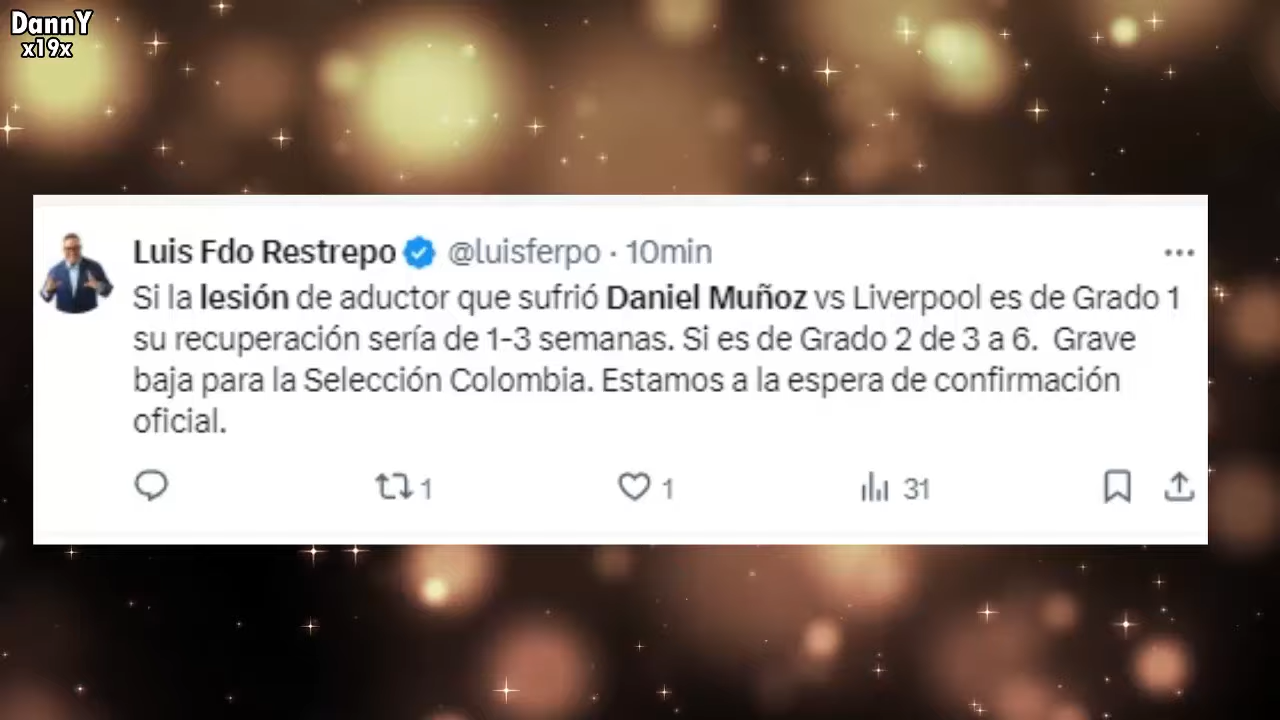 DannY
x19x
Luis Fdo Restrepo @luisferpo · 10min
Si la lesión de aductor que sufrió Daniel Muñoz vs Liverpool es de Grado 1
su recuperación sería de 1-3 semanas. Si es de Grado 2 de 3 a 6. Grave
baja para la Selección Colombia. Estamos a la espera de confirmación
oficial.
1 1 31